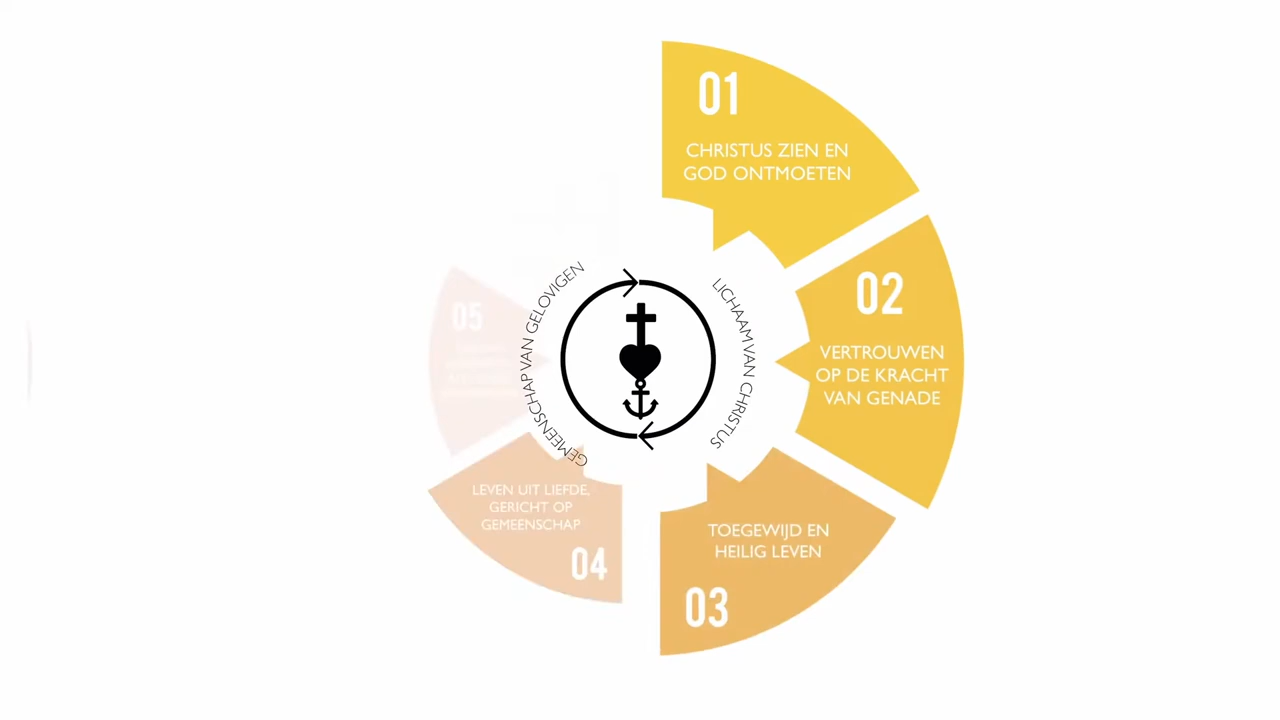 01
CHRISTUS ZIEN EN
GOD ONTMOETEN
02
VERTROUWEN
OP DE KRACHT
VAN GENADE
TOEGEWIJD EN
HEILIG LEVEN
03
LEVEN UIT LIEFDE,
GERICHT OP
GEMEENSCHAP
04
05
GEMEENSCHAP VAN GELOVIGEN
LICHAAM VAN CHRISTUS